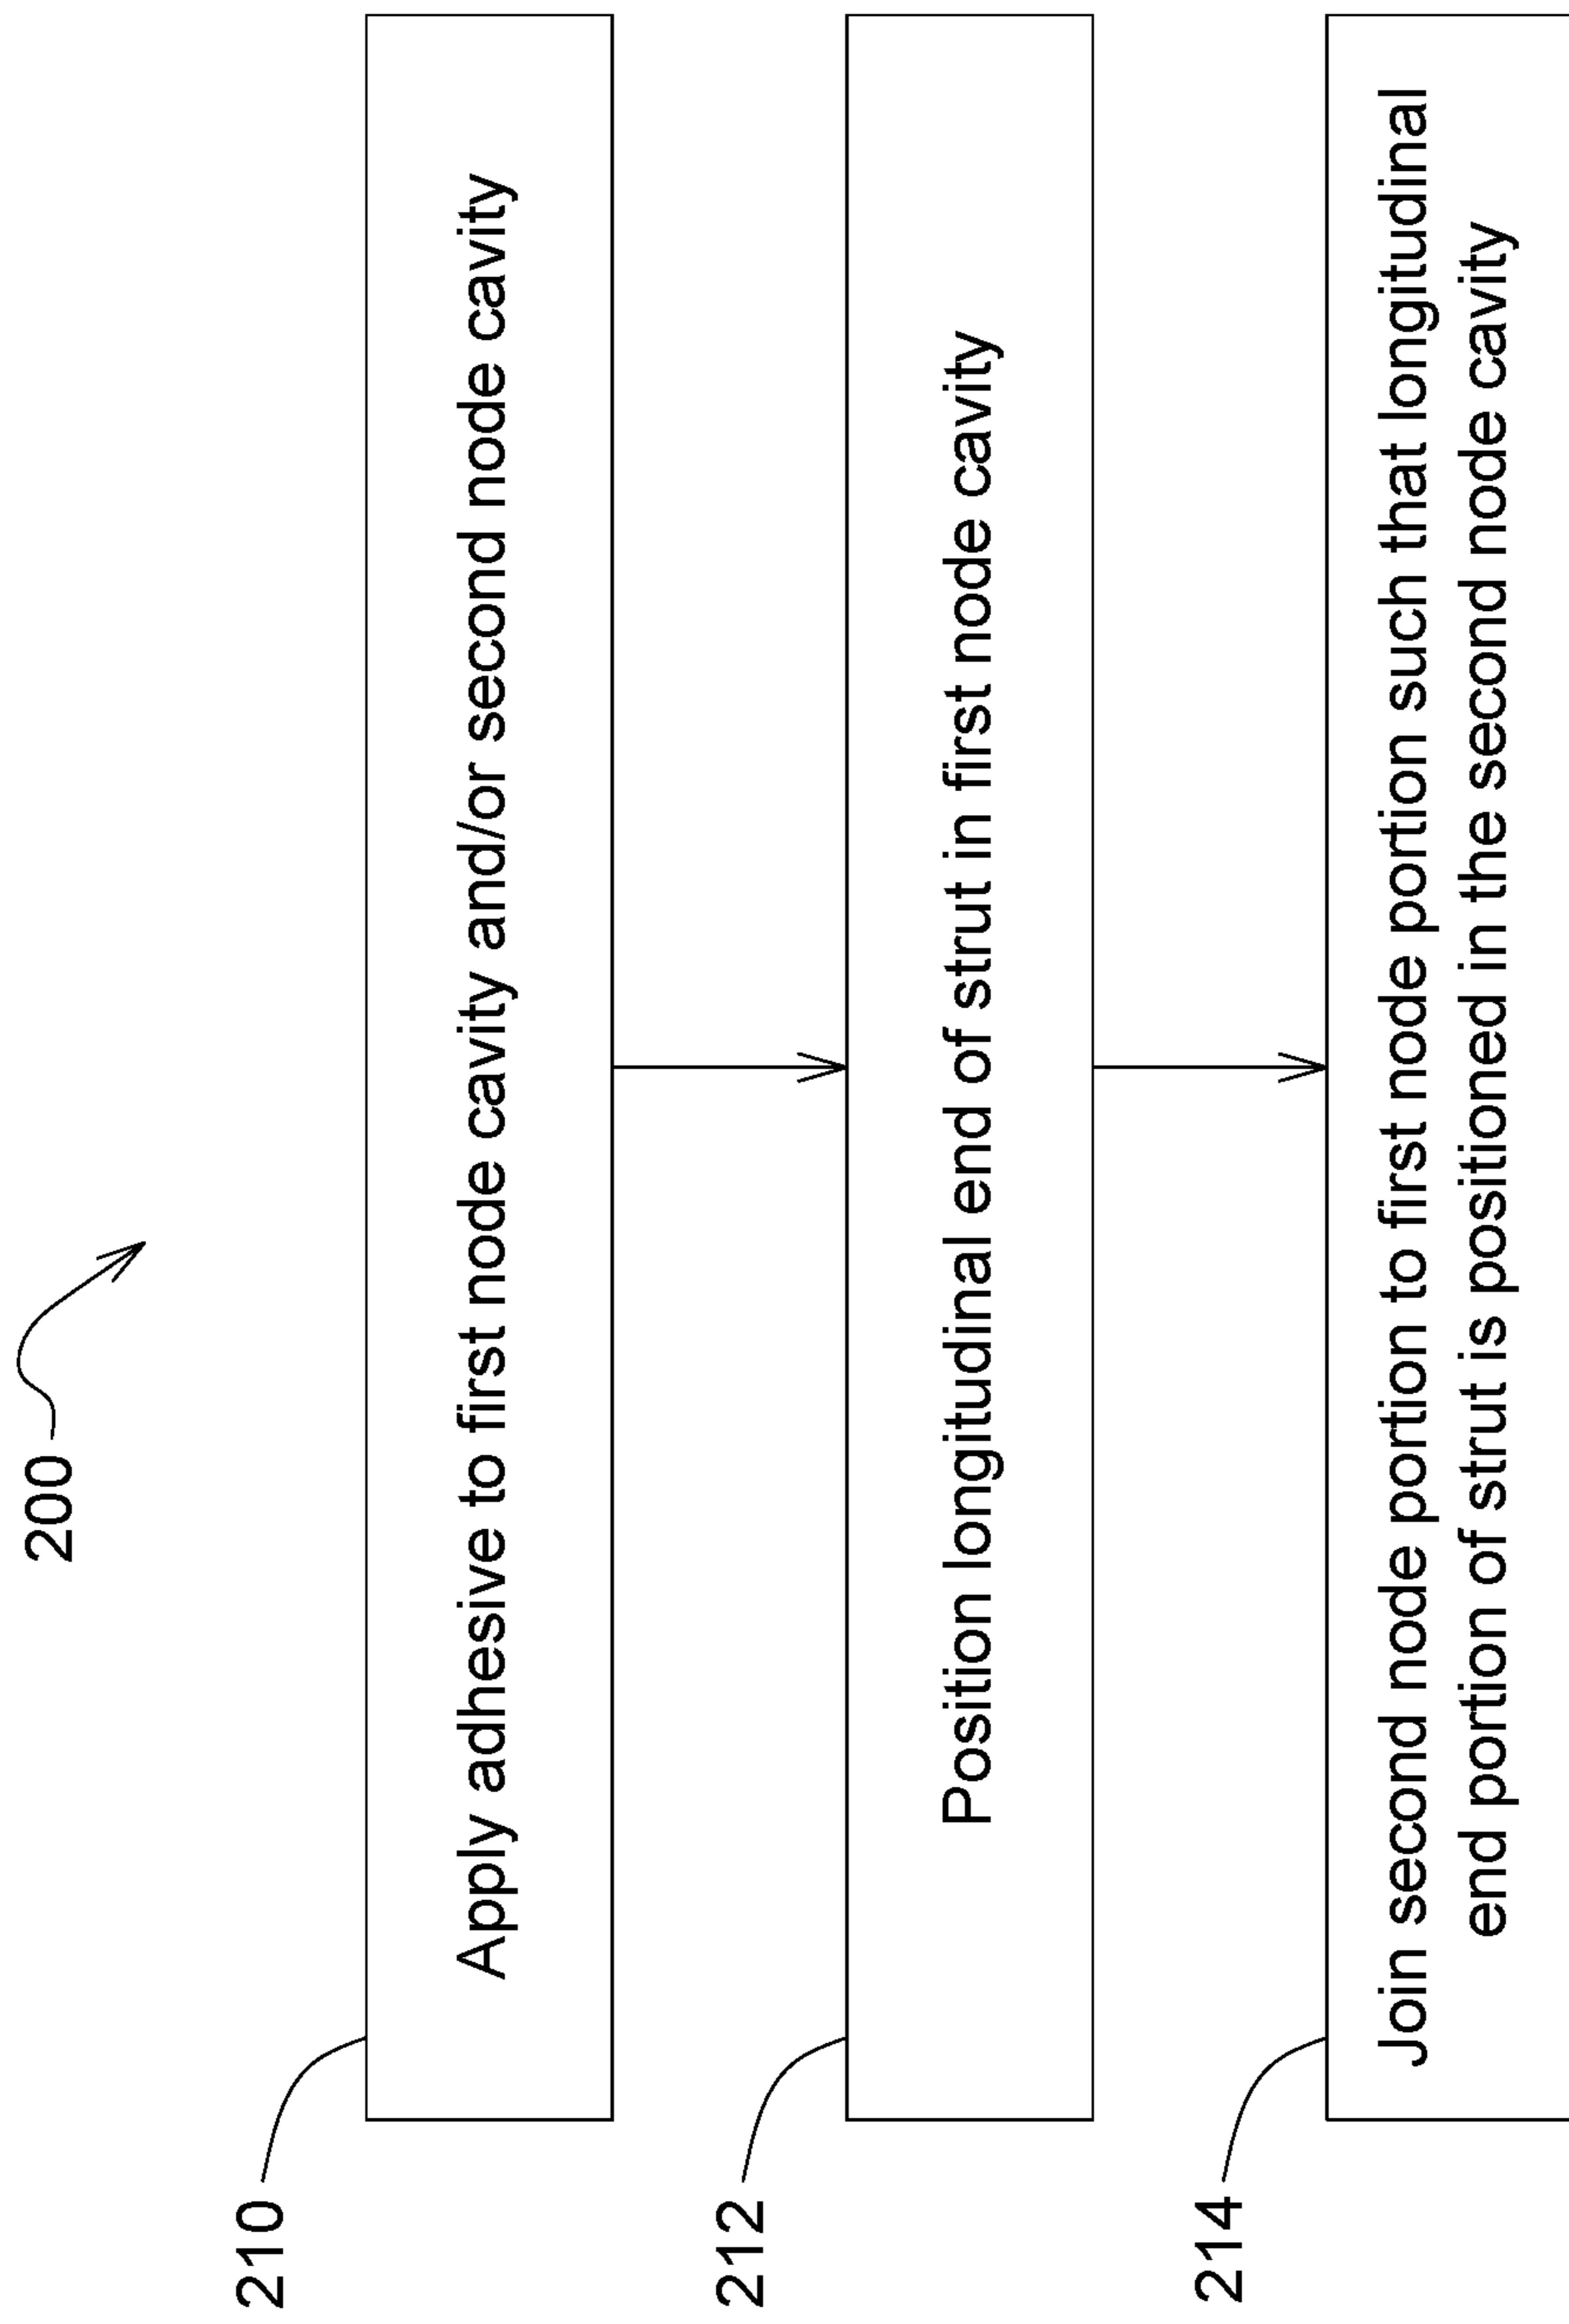 200
210
Apply adhesive to first node cavity and/or second node cavity
212
Position longitudinal end of strut in first node cavity
214
Join second node portion to first node portion such that longitudinal
end portion of strut is positioned in the second node cavity